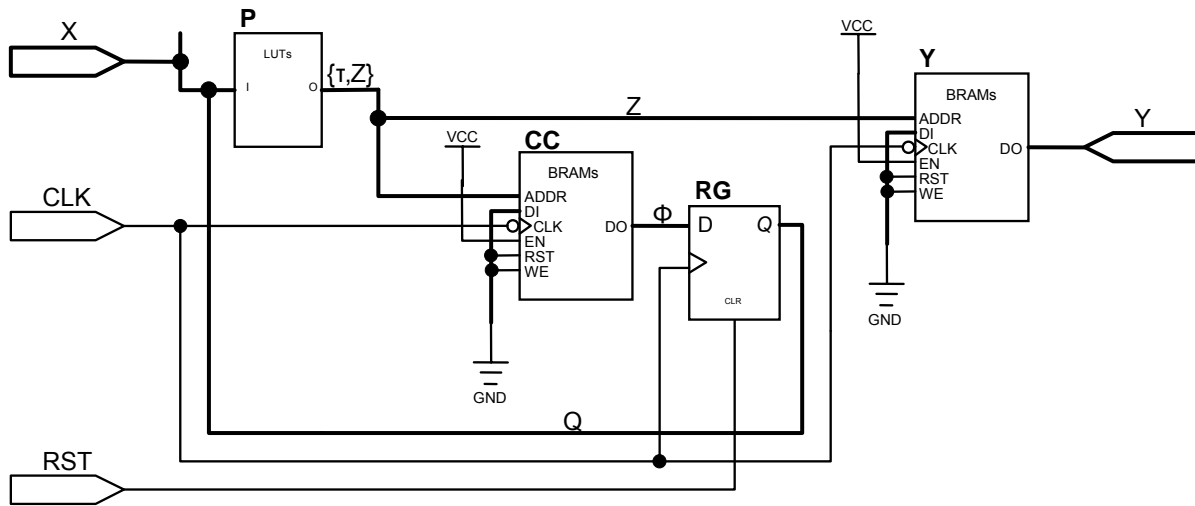 X
P
LUTs
I
O
{τ,Z}
Z
VCC
Y
BRAMs
ADDR
DI
CLK
EN
RST
WE
DO
Y
GND
VCC
CC
BRAMs
ADDR
DI
CLK
EN
RST
WE
DO
GND
Φ
RG
D
Q
CLR
CLK
Q
RST